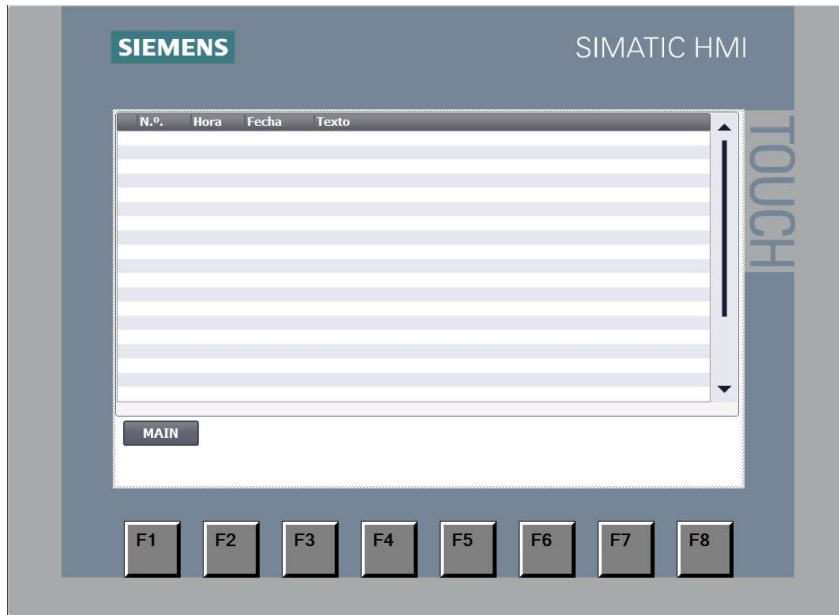 SIEMENS SIMATIC HMI
TOUCH
N.º. Hora Fecha Texto
MAIN
F1 F2 F3 F4 F5 F6 F7 F8